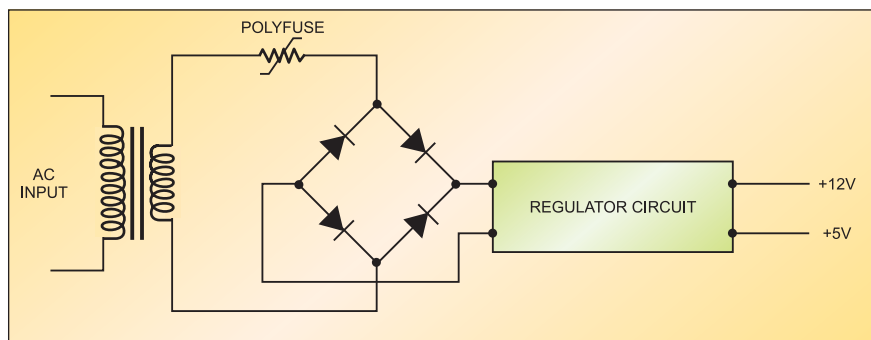 POLYFUSE
AC
INPUT
REGULATOR CIRCUIT
+12V
+5V